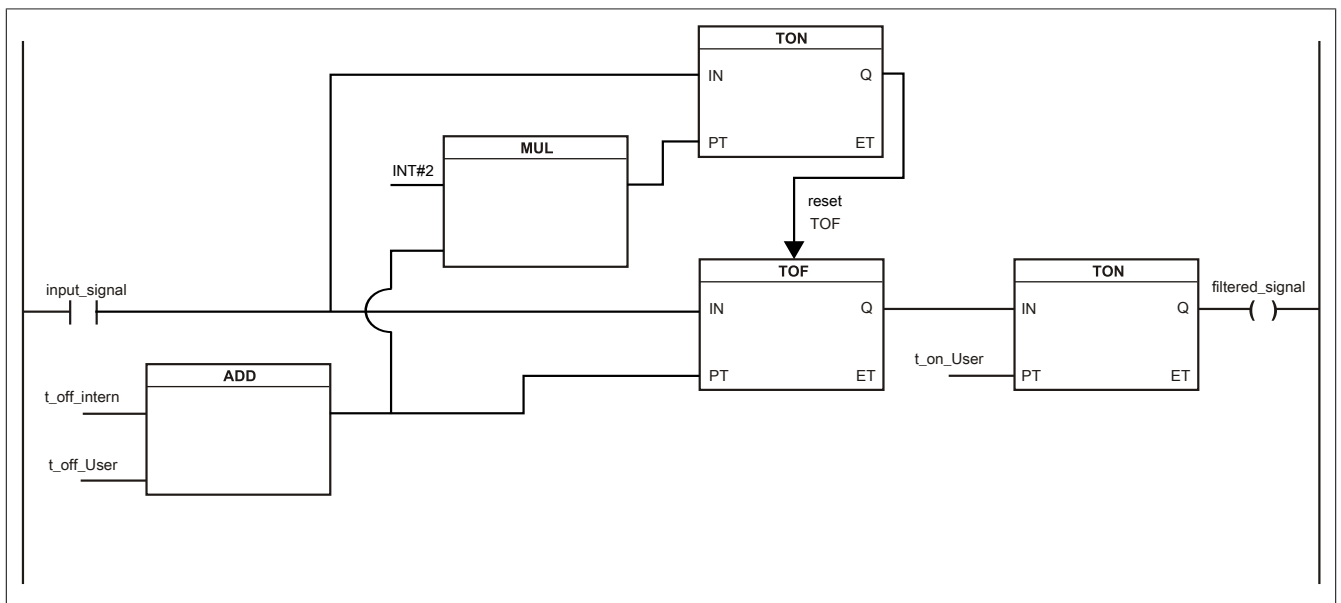 TON
IN Q
PT ET
MUL
INT#2
reset
TOF
TOF
IN Q
PT ET
TON
IN Q
PT ET
t_on_User
filtered_signal
input_signal
ADD
t_off_intern
t_off_User